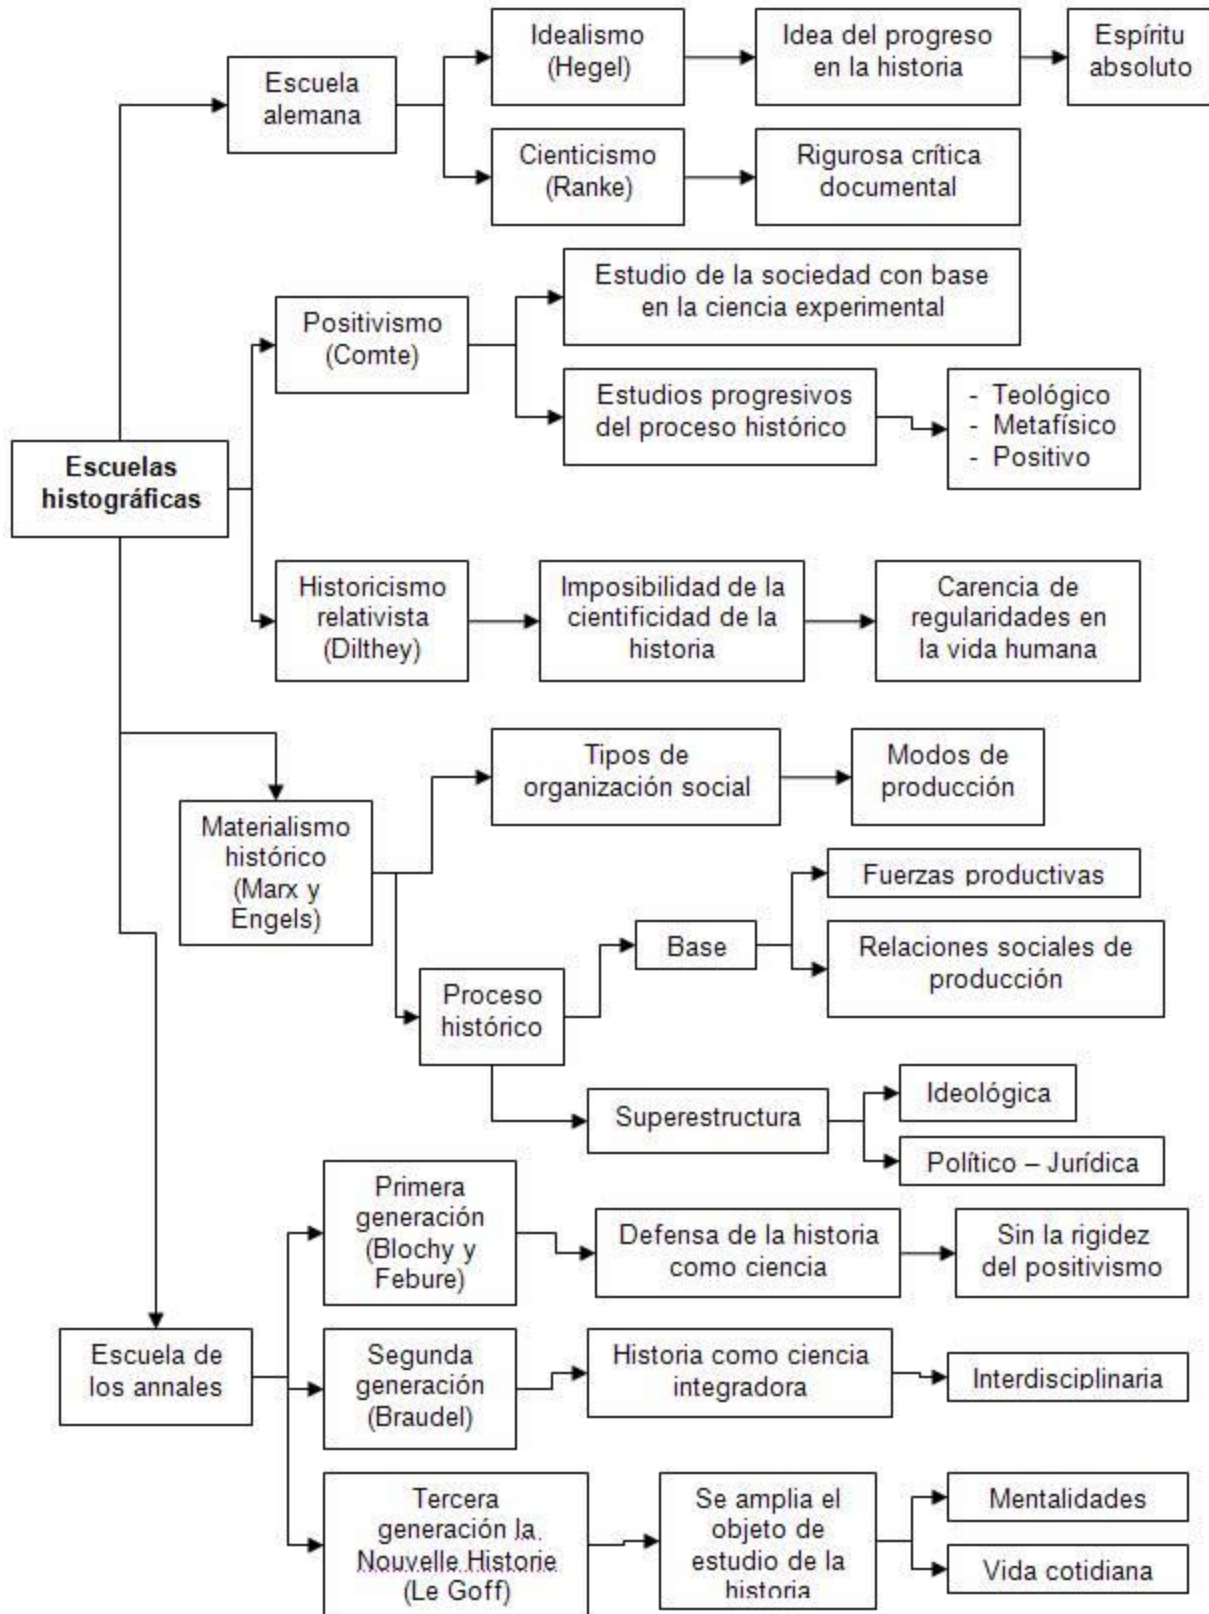 Escuelas
histográficas
Escuela
alemana
Idealismo
(Hegel)
Idea del progreso
en la historia
Espíritu
absoluto
Cienticismo
(Ranke)
Rigurosa crítica
documental
Positivismo
(Comte)
Estudio de la sociedad con base
en la ciencia experimental
Estudios progresivos
del proceso histórico
- Teológico
- Metafísico
- Positivo
Historicismo
relativista
(Dilthey)
Imposibilidad de la
cientificidad de la
historia
Carencia de
regularidades en
la vida humana
Materialismo
histórico
(Marx y
Engels)
Tipos de
organización social
Modos de
producción
Proceso
histórico
Base
Fuerzas productivas
Relaciones sociales de
producción
Superestructura
Ideológica
Político – Jurídica
Escuela de
los annales
Primera
generación
(Blochy y
Febure)
Defensa de la historia
como ciencia
Sin la rigidez
del positivismo
Segunda
generación
(Braudel)
Historia como ciencia
integradora
Interdisciplinaria
Tercera
generación la
Nouvelle Historie
(Le Goff)
Se amplia el
objeto de
estudio de la
historia
Mentalidades
Vida cotidiana